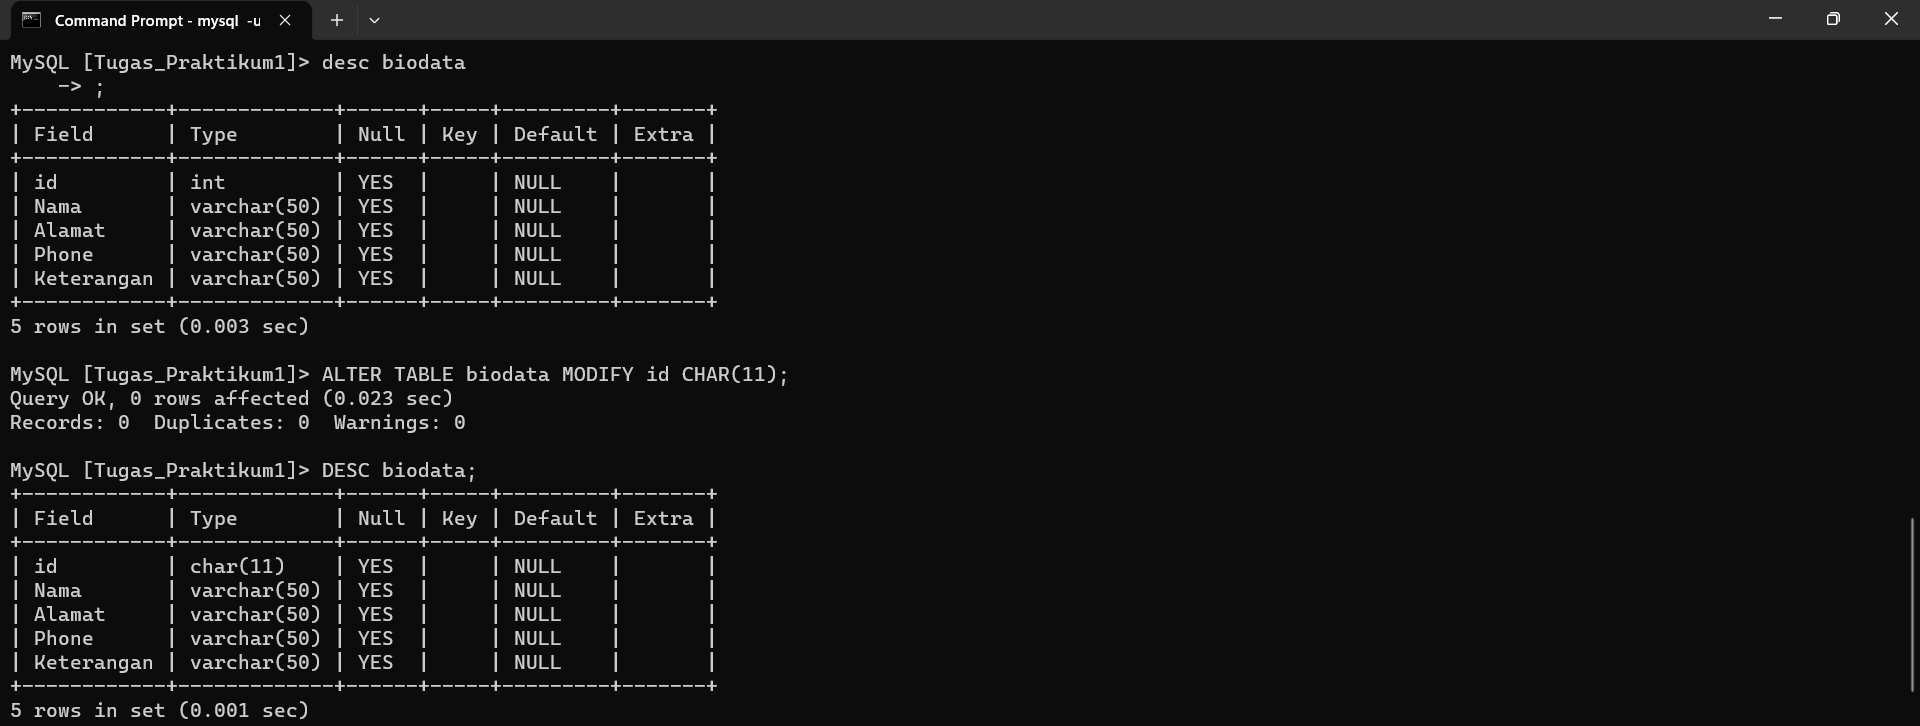 Command Prompt - mysql -u
MySQL [Tugas_Praktikum1]> desc biodata
    -> ;
+------------+-------------+------+-----+---------+-------+
| Field      | Type        | Null | Key | Default | Extra |
+------------+-------------+------+-----+---------+-------+
| id         | int         | YES  |     | NULL    |       |
| Nama       | varchar(50) | YES  |     | NULL    |       |
| Alamat     | varchar(50) | YES  |     | NULL    |       |
| Phone      | varchar(50) | YES  |     | NULL    |       |
| Keterangan | varchar(50) | YES  |     | NULL    |       |
+------------+-------------+------+-----+---------+-------+
5 rows in set (0.003 sec)

MySQL [Tugas_Praktikum1]> ALTER TABLE biodata MODIFY id CHAR(11);
Query OK, 0 rows affected (0.023 sec)
Records: 0  Duplicates: 0  Warnings: 0

MySQL [Tugas_Praktikum1]> DESC biodata;
+------------+-------------+------+-----+---------+-------+
| Field      | Type        | Null | Key | Default | Extra |
+------------+-------------+------+-----+---------+-------+
| id         | char(11)    | YES  |     | NULL    |       |
| Nama       | varchar(50) | YES  |     | NULL    |       |
| Alamat     | varchar(50) | YES  |     | NULL    |       |
| Phone      | varchar(50) | YES  |     | NULL    |       |
| Keterangan | varchar(50) | YES  |     | NULL    |       |
+------------+-------------+------+-----+---------+-------+
5 rows in set (0.001 sec)